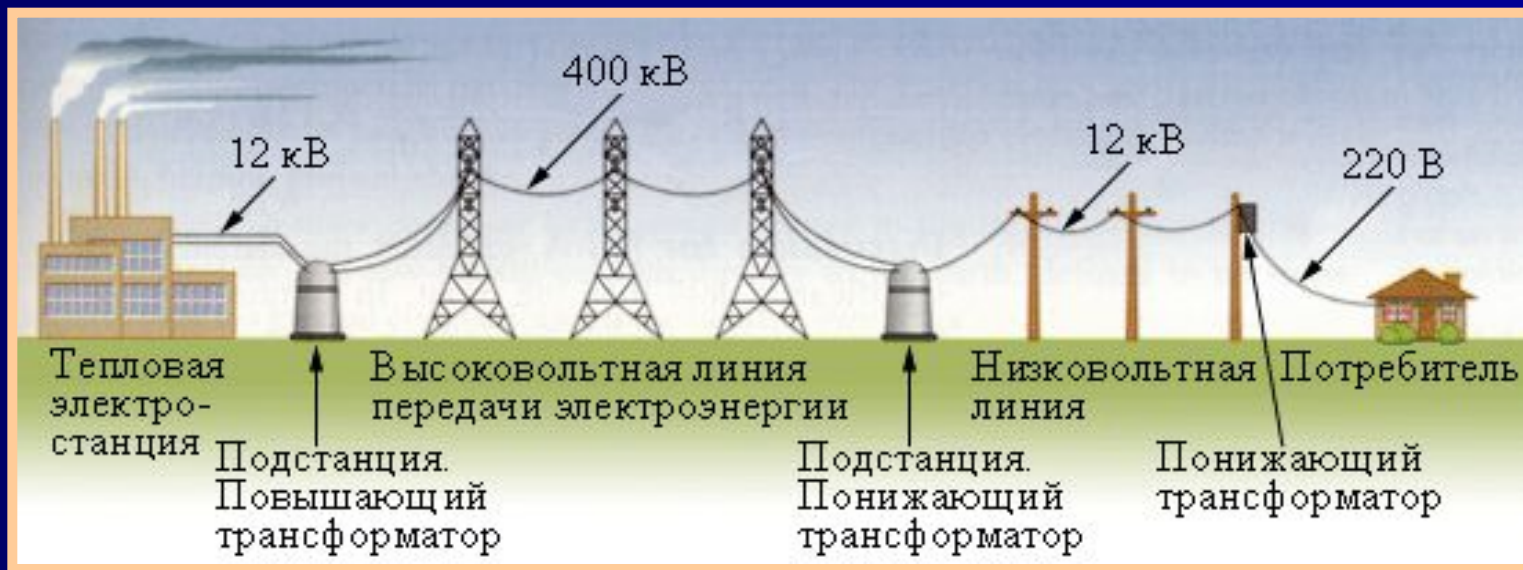 400 кВ
12 кВ
12 кВ
220 В
Тепловая
электро-
станция
Высоковольтная линия
передачи электроэнергии
Низковольтная
линия
Потребитель
Подстанция.
Повышающий
трансформатор
Подстанция.
Понижающий
трансформатор
Понижающий
трансформатор